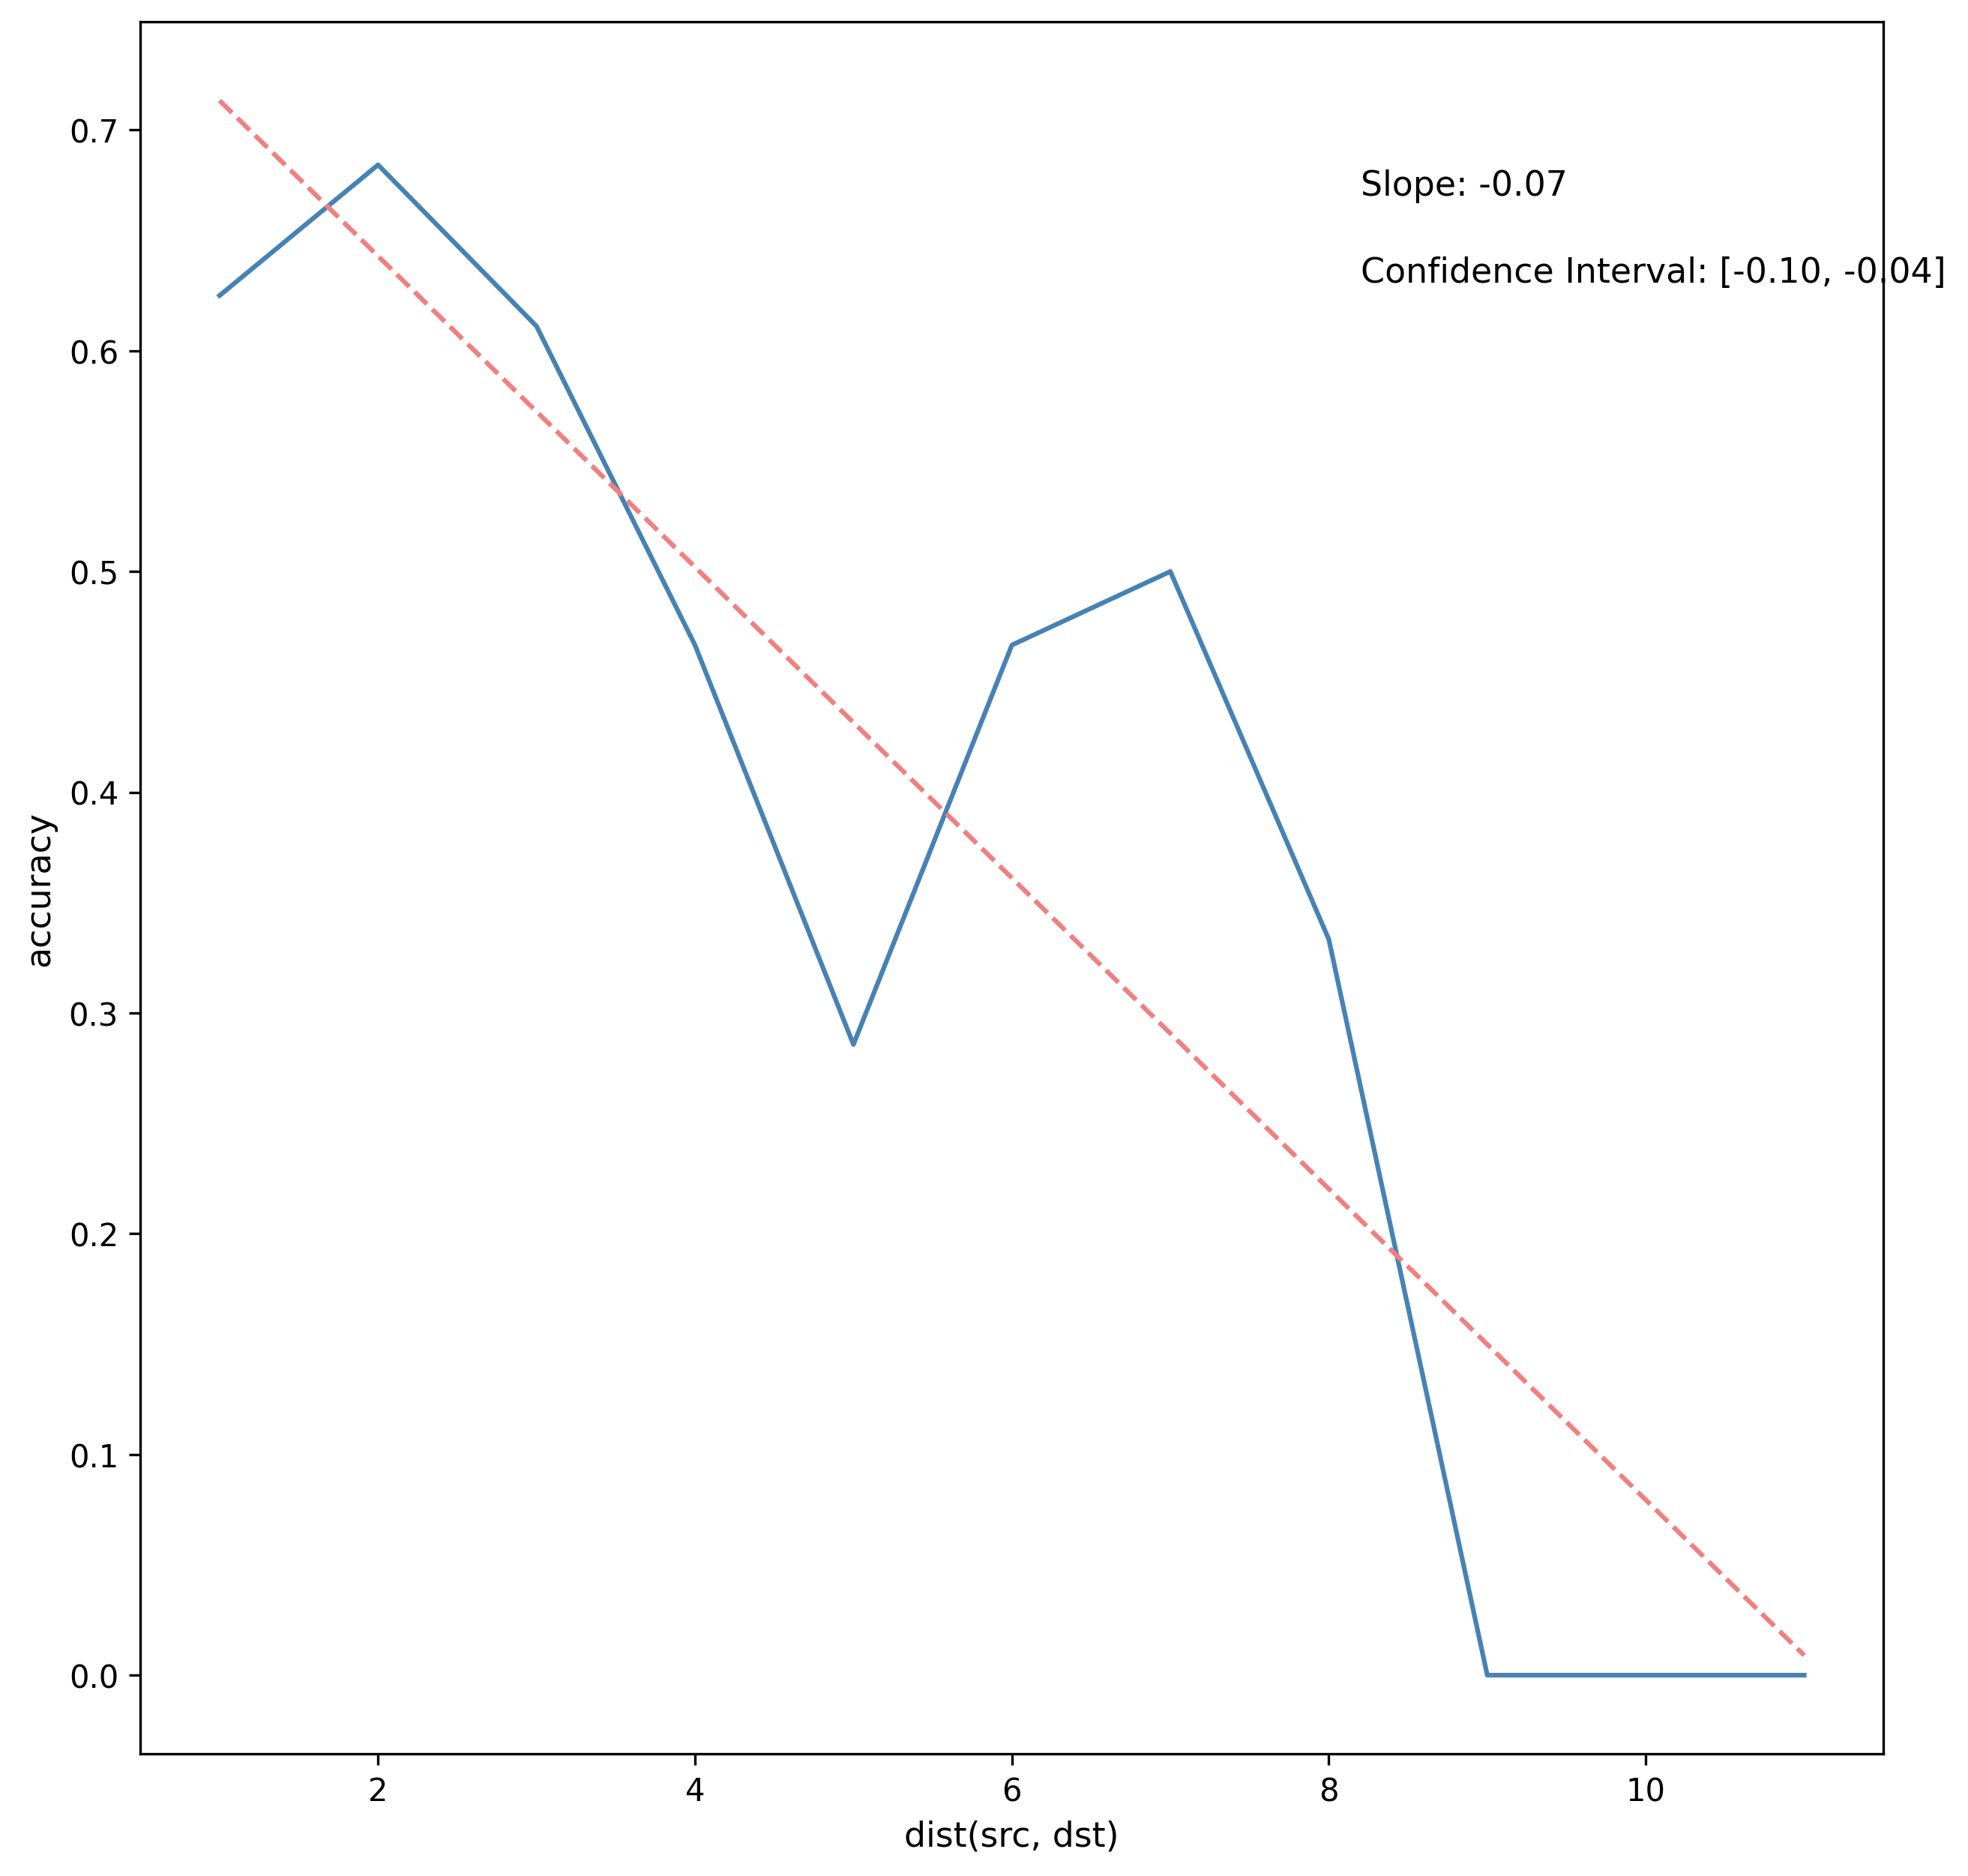 0.7
0.6
0.5
0.4
0.3
0.2
0.1
0.0
accuracy
Slope: -0.07
Confidence Interval: [-0.10, -0.04]
2 4 6 8 10
dist(src, dst)